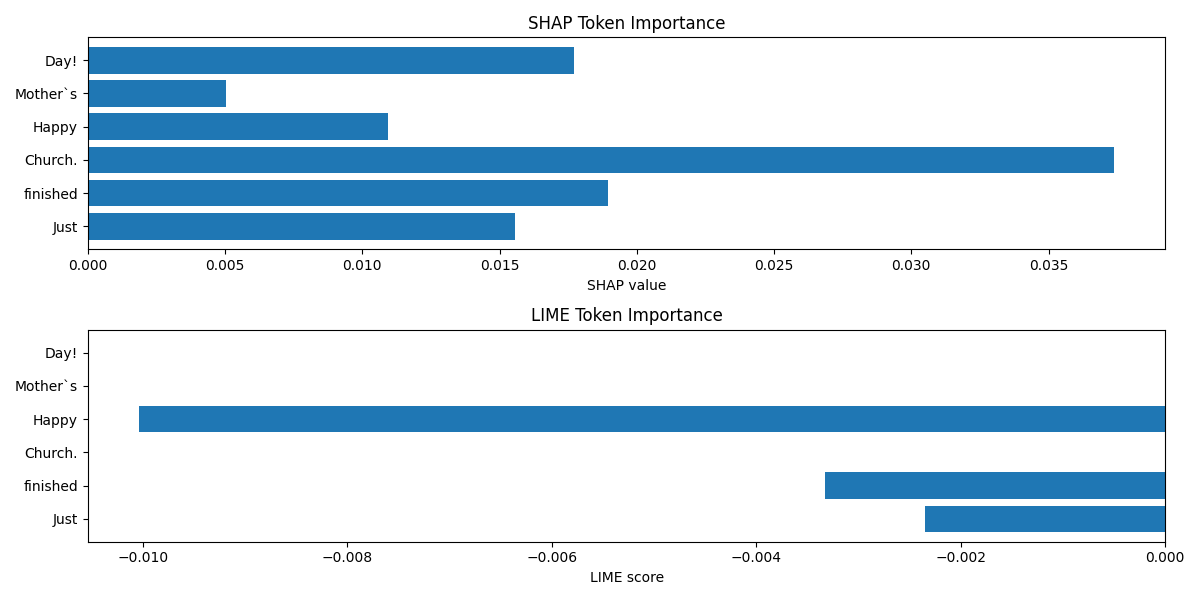 SHAP Token Importance
Day!
Mother`s
Happy
Church.
finished
Just
0.000 0.005 0.010 0.015 0.020 0.025 0.030 0.035
SHAP value
LIME Token Importance
Day!
Mother`s
Happy
Church.
finished
Just
−0.010 −0.008 −0.006 −0.004 −0.002 0.000
LIME score